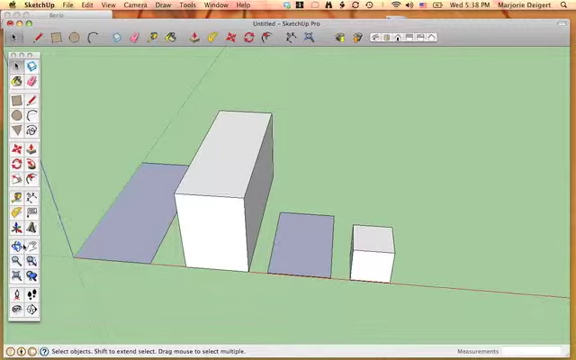 SketchUp File Edit View Camera Draw Tools Window Help
Wed 5:38 PM Marjorie Deigert
Untitled - SketchUp Pro
Select objects. Shift to extend select. Drag mouse to select multiple.
Measurements